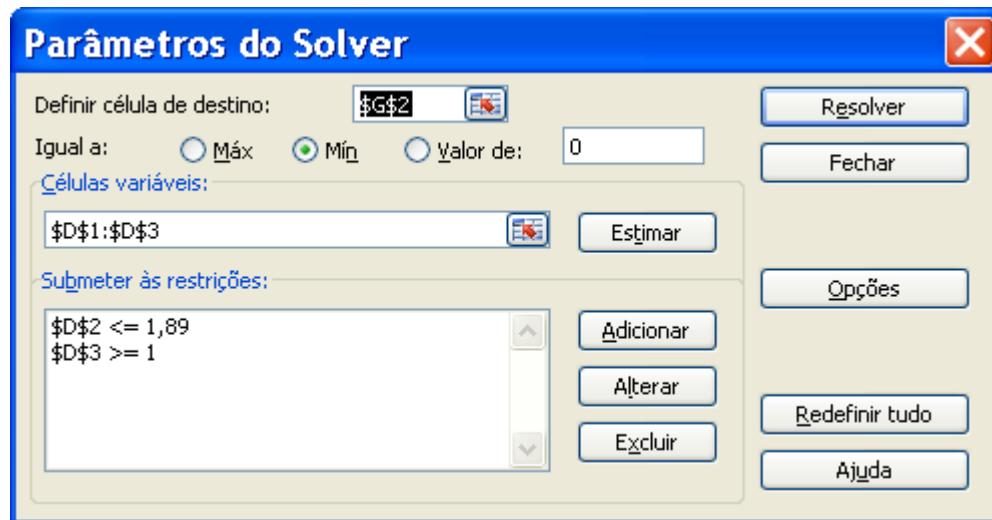 Parâmetros do Solver
Definir célula de destino: $G$2
Resolver
Igual a: Máx Mín Valor de: 0
Fechar
Células variáveis:
$D$1:$D$3
Estimar
Submeter às restrições:
Opções
$D$2 <= 1,89
$D$3 >= 1
Adicionar
Alterar
Redefinir tudo
Excluir
Ajuda